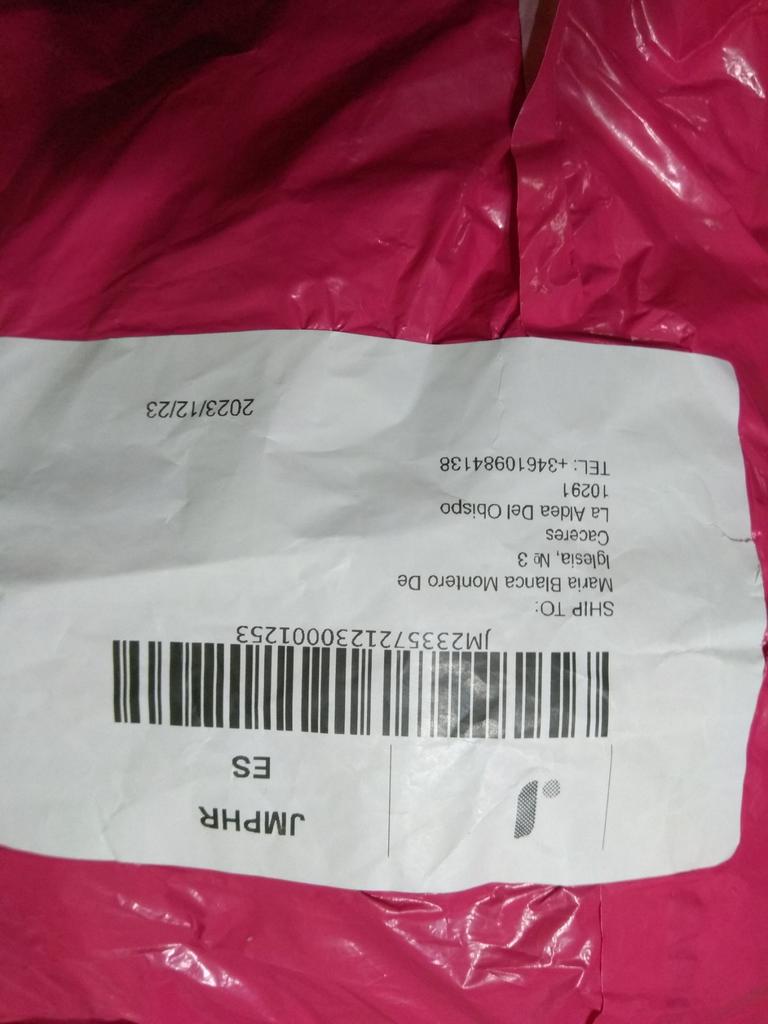 JMPHR
ES
JM2335721230001253
SHIP TO:
Maria Blanca Montero De
Iglesia, № 3
Caceres
La Aldea Del Obispo
10291
TEL: +34610984138
2023/12/23